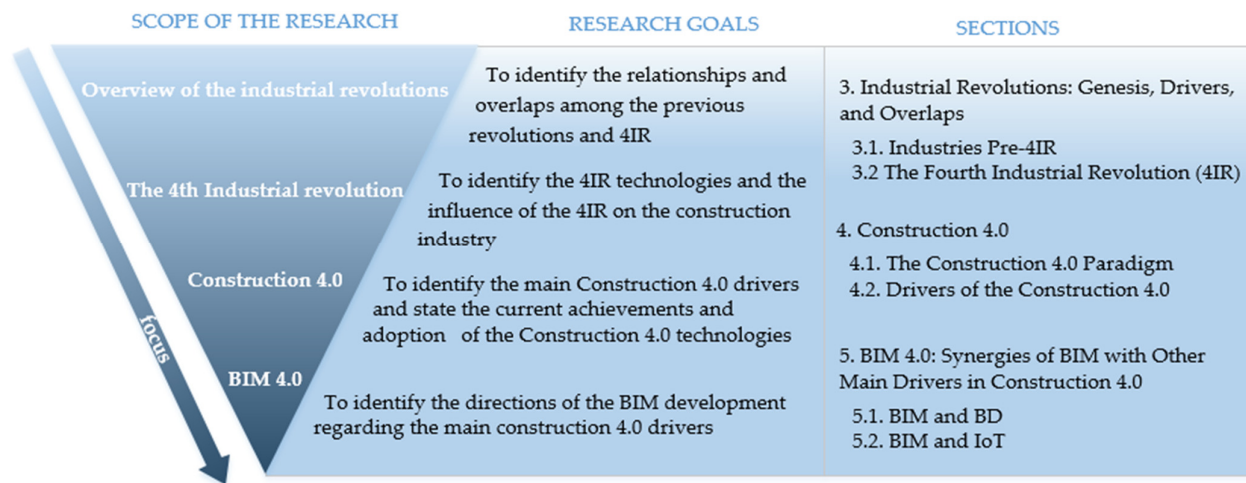 SCOPE OF THE RESEARCH
RESEARCH GOALS
SECTIONS
focus
Overview of the industrial revolutions
The 4th Industrial revolution
Construction 4.0
BIM 4.0
To identify the relationships and
overlaps among the previous
revolutions and 4IR
To identify the 4IR technologies and the
influence of the 4IR on the construction
industry
To identify the main Construction 4.0 drivers
and state the current achievements and
adoption of the Construction 4.0 technologies
To identify the directions of the BIM development
regarding the main construction 4.0 drivers
3. Industrial Revolutions: Genesis, Drivers,
and Overlaps
3.1. Industries Pre-4IR
3.2 The Fourth Industrial Revolution (4IR)
4. Construction 4.0
4.1. The Construction 4.0 Paradigm
4.2. Drivers of the Construction 4.0
5. BIM 4.0: Synergies of BIM with Other
Main Drivers in Construction 4.0
5.1. BIM and BD
5.2. BIM and IoT